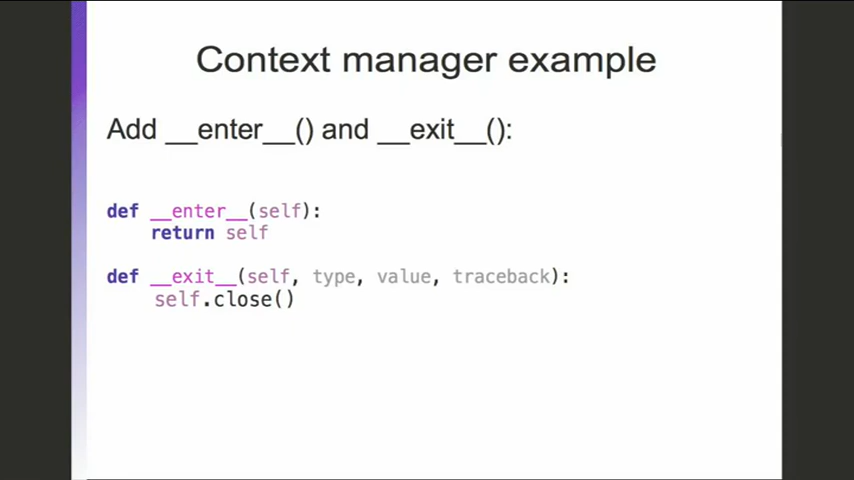 Context manager example
Add __enter__() and __exit__():
def __enter__(self):
    return self
def __exit__(self, type, value, traceback):
    self.close()